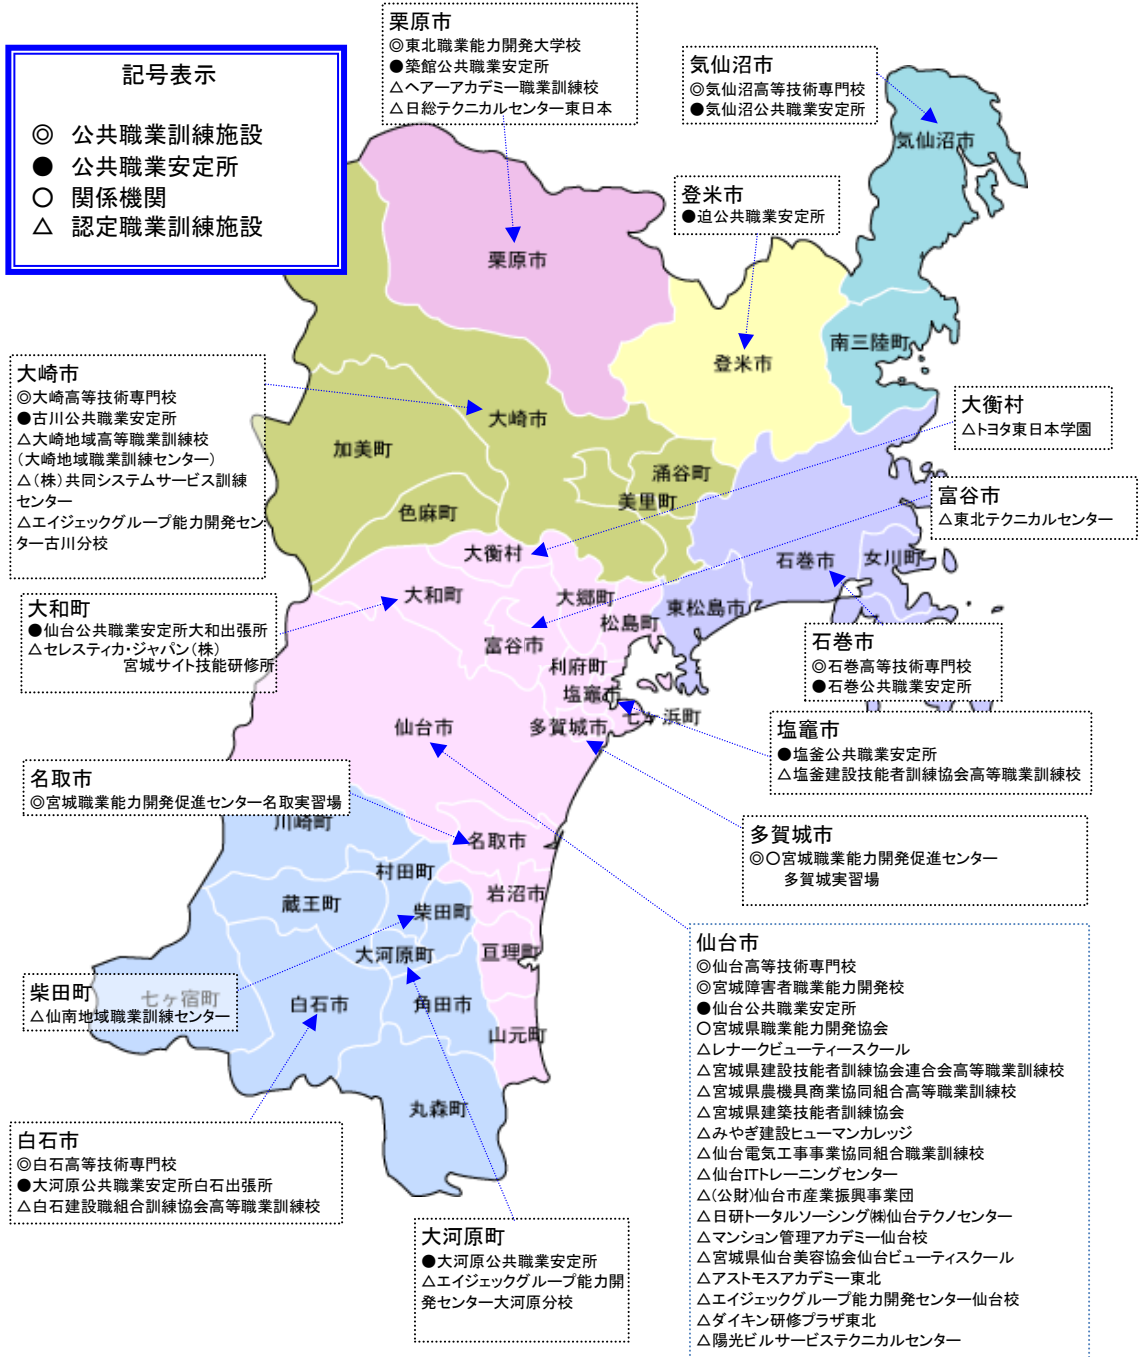 栗原市
◎東北職業能力開発大学校
●築館公共職業安定所
△ヘアーアカデミー職業訓練校
△日総テクニカルセンター東日本
気仙沼市
◎気仙沼高等技術専門校
●気仙沼公共職業安定所
記号表示
◎ 公共職業訓練施設
● 公共職業安定所
○ 関係機関
△ 認定職業訓練施設
登米市
●迫公共職業安定所
気仙沼市
栗原市
南三陸町
登米市
大崎市
◎大崎高等技術専門校
●古川公共職業安定所
△大崎地域高等職業訓練校
(大崎地域職業訓練センター)
△(株)共同システムサービス訓練
センター
△エイジェックグループ能力開発セン
ター古川分校
大崎市
加美町
涌谷町
美里町
色麻町
大衡村
△トヨタ東日本学園
富谷市
△東北テクニカルセンター
大衡村
石巻市
女川町
大和町
大郷町
東松島市
松島町
富谷市
利府町
塩竈市
七ヶ浜町
多賀城市
仙台市
大和町
●仙台公共職業安定所大和出張所
△セレスティカ・ジャパン(株)
宮城サイト技能研修所
石巻市
◎石巻高等技術専門校
●石巻公共職業安定所
塩竈市
●塩釜公共職業安定所
△塩釜建設技能者訓練協会高等職業訓練校
名取市
◎宮城職業能力開発促進センター名取実習場
多賀城市
◎○宮城職業能力開発促進センター
多賀城実習場
川崎町
名取市
村田町
岩沼市
蔵王町
柴田町
大河原町
亘理町
七ヶ宿町
白石市
角田市
山元町
丸森町
柴田町
△仙南地域職業訓練センター
仙台市
◎仙台高等技術専門校
◎宮城障害者職業能力開発校
●仙台公共職業安定所
○宮城県職業能力開発協会
△レナークビューティースクール
△宮城県建設技能者訓練協会連合会高等職業訓練校
△宮城県農機具商業協同組合高等職業訓練校
△宮城県建築技能者訓練協会
△みやぎ建設ヒューマンカレッジ
△仙台電気工事事業協同組合職業訓練校
△仙台ITトレーニングセンター
△(公財)仙台市産業振興事業団
△日研トータルソーシング㈱仙台テクノセンター
△マンション管理アカデミー仙台校
△宮城県仙台美容協会仙台ビューティスクール
△アストモスアカデミー東北
△エイジェックグループ能力開発センター仙台校
△ダイキン研修プラザ東北
△陽光ビルサービステクニカルセンター
白石市
◎白石高等技術専門校
●大河原公共職業安定所白石出張所
△白石建設職組合訓練協会高等職業訓練校
大河原町
●大河原公共職業安定所
△エイジェックグループ能力開
発センター大河原分校